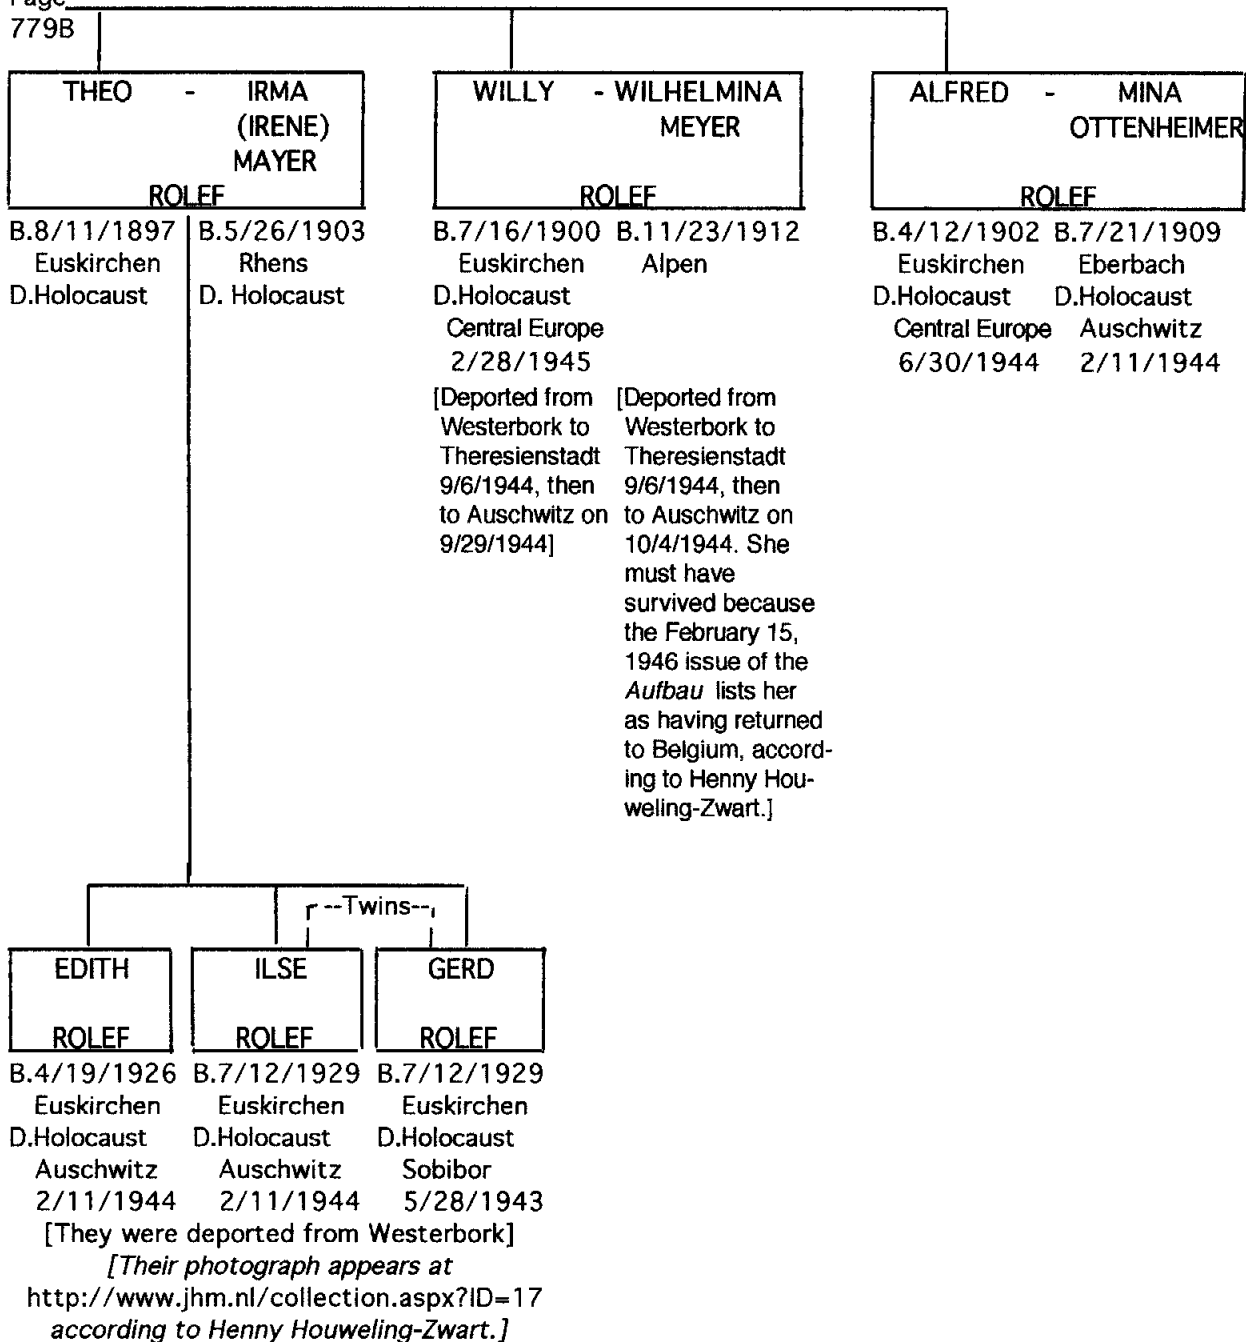 Page
779B
THEO - IRMA
(IRENE)
MAYER
ROLEF
B.8/11/1897 B.5/26/1903
Euskirchen Rhens
D.Holocaust D. Holocaust
WILLY - WILHELMINA
MEYER
ROLEF
B.7/16/1900 B.11/23/1912
Euskirchen Alpen
D.Holocaust
Central Europe
2/28/1945
[Deported from
Westerbork to
Theresienstadt
9/6/1944, then
to Auschwitz on
9/29/1944]
[Deported from
Westerbork to
Theresienstadt
9/6/1944, then
to Auschwitz on
10/4/1944. She
must have
survived because
the February 15,
1946 issue of the
Aufbau lists her
as having returned
to Belgium, accord-
ing to Henny Hou-
weling-Zwart.]
ALFRED - MINA
OTTENHEIMER
ROLEF
B.4/12/1902 B.7/21/1909
Euskirchen Eberbach
D.Holocaust D.Holocaust
Central Europe Auschwitz
6/30/1944 2/11/1944
--Twins--
EDITH
ROLEF
B.4/19/1926
Euskirchen
D.Holocaust
Auschwitz
2/11/1944
ILSE
ROLEF
B.7/12/1929
Euskirchen
D.Holocaust
Auschwitz
2/11/1944
GERD
ROLEF
B.7/12/1929
Euskirchen
D.Holocaust
Sobibor
5/28/1943
[They were deported from Westerbork]
[Their photograph appears at
http://www.jhm.nl/collection.aspx?ID=17
according to Henny Houweling-Zwart.]